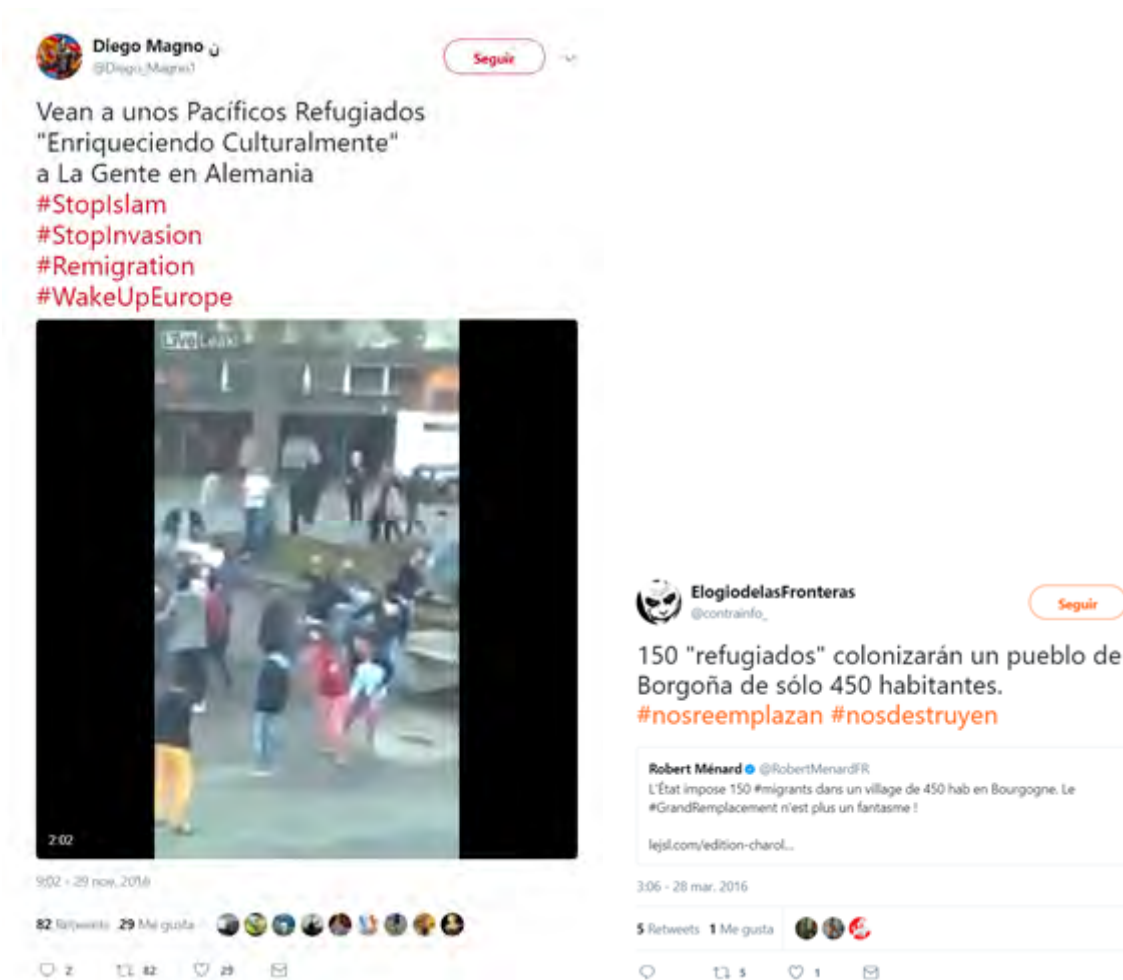 Diego Magno ن
@Diego_Magno1
Seguir
Vean a unos Pacíficos Refugiados
"Enriqueciendo Culturalmente"
a La Gente en Alemania
#StopIslam
#StopInvasion
#Remigration
#WakeUpEurope
LiveLeak
2:02
9:02 - 29 nov. 2016
82 Retweets 29 Me gusta
2 82 29
ElogiodelasFronteras
@contrainfo_
Seguir
150 "refugiados" colonizarán un pueblo de
Borgoña de sólo 450 habitantes.
#nosreemplazan #nosdestruyen
Robert Ménard @RobertMenardFR
L'État impose 150 #migrants dans un village de 450 hab en Bourgogne. Le
#GrandRemplacement n'est plus un fantasme !
lejsl.com/edition-charol...
3:06 - 28 mar. 2016
5 Retweets 1 Me gusta
5 1